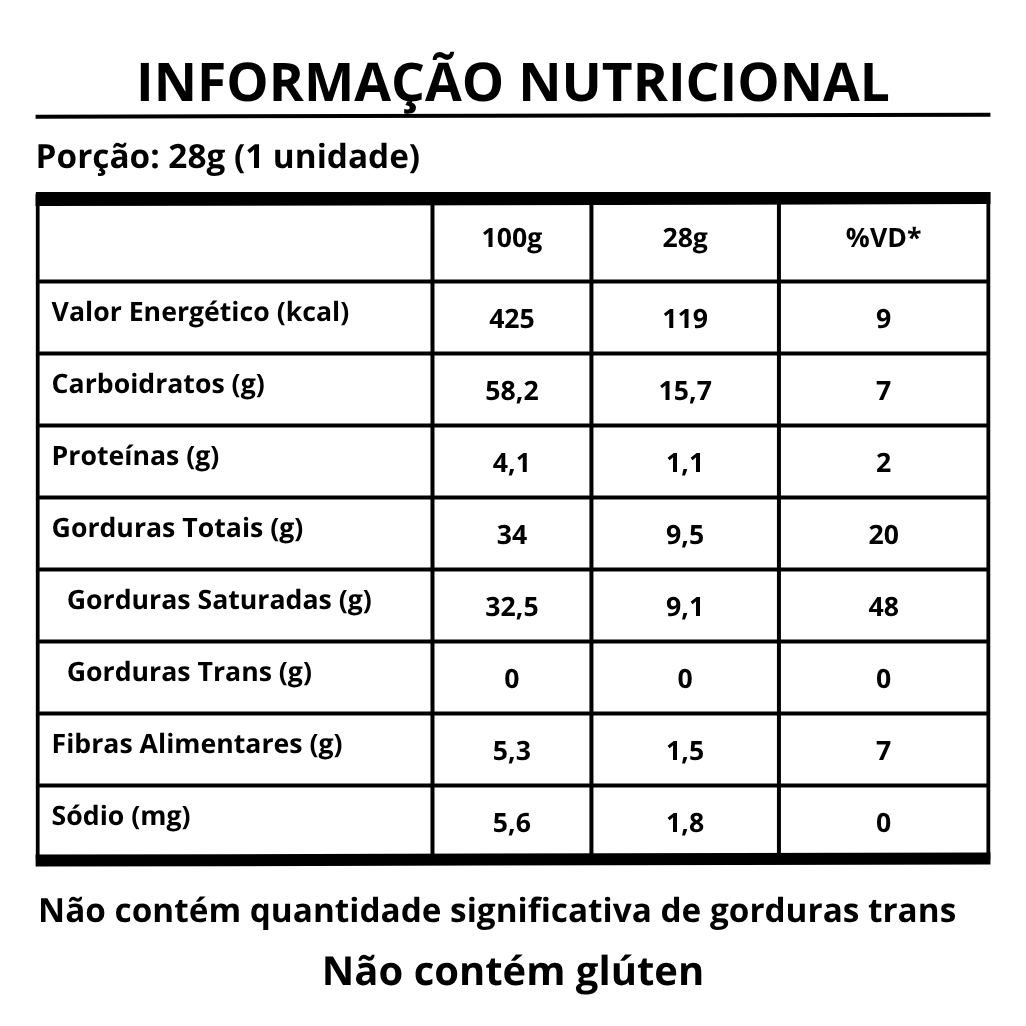 INFORMAÇÃO NUTRICIONAL
Porção: 28g (1 unidade)
100g 28g %VD*
Valor Energético (kcal) 425 119 9
Carboidratos (g) 58,2 15,7 7
Proteínas (g) 4,1 1,1 2
Gorduras Totais (g) 34 9,5 20
Gorduras Saturadas (g) 32,5 9,1 48
Gorduras Trans (g) 0 0 0
Fibras Alimentares (g) 5,3 1,5 7
Sódio (mg) 5,6 1,8 0
Não contém quantidade significativa de gorduras trans
Não contém glúten